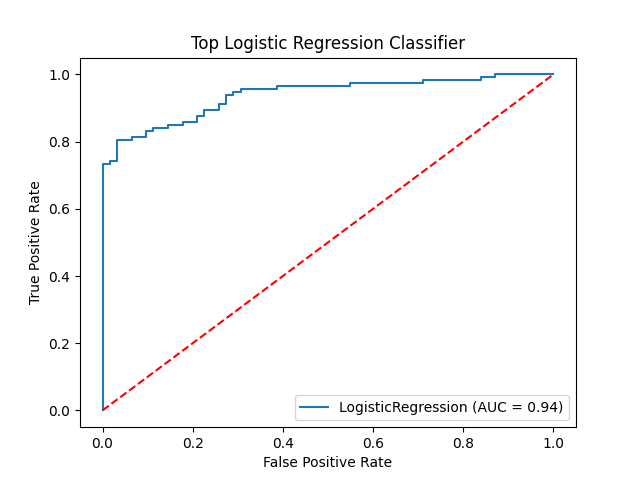 Top Logistic Regression Classifier
1.0
0.8
0.6
0.4
0.2
0.0
True Positive Rate
LogisticRegression (AUC = 0.94)
0.0 0.2 0.4 0.6 0.8 1.0
False Positive Rate